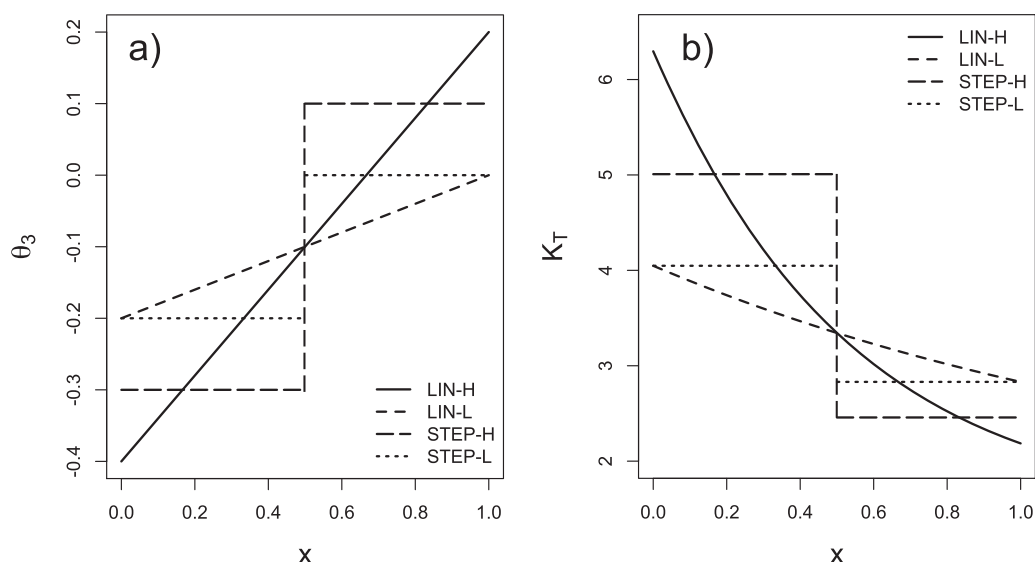 a)
θ3
0.2
0.1
0.0
-0.1
-0.2
-0.3
-0.4
0.0 0.2 0.4 0.6 0.8 1.0
x
LIN-H
LIN-L
STEP-H
STEP-L
b)
KT
6
5
4
3
2
0.0 0.2 0.4 0.6 0.8 1.0
x
LIN-H
LIN-L
STEP-H
STEP-L